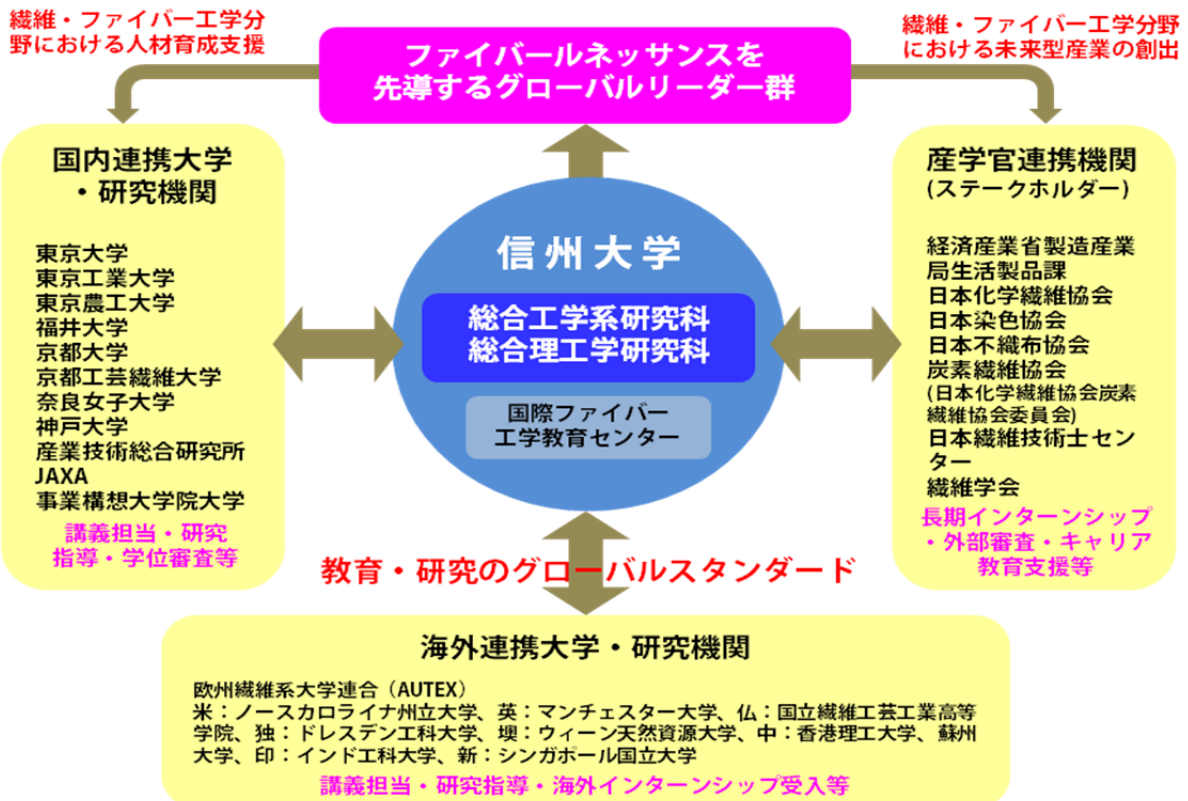 繊維・ファイバー工学分
野における人材育成支援
ファイバールネッサンスを
先導するグローバルリーダー群
繊維・ファイバー工学分野
における未来型産業の創出
国内連携大学
・研究機関
東京大学
東京工業大学
東京農工大学
福井大学
京都大学
京都工芸繊維大学
奈良女子大学
神戸大学
産業技術総合研究所
JAXA
事業構想大学院大学
講義担当・研究
指導・学位審査等
信州大学
総合工学系研究科
総合理工学研究科
国際ファイバー
工学教育センター
産学官連携機関
(ステークホルダー)
経済産業省製造産業
局生活製品課
日本化学繊維協会
日本染色協会
日本不織布協会
炭素繊維協会
(日本化学繊維協会炭素
繊維協会委員会)
日本繊維技術士セン
ター
繊維学会
長期インターンシップ
・外部審査・キャリア
教育支援等
教育・研究のグローバルスタンダード
海外連携大学・研究機関
欧州繊維系大学連合（AUTEX）
米：ノースカロライナ州立大学、英：マンチェスター大学、仏：国立繊維工芸工業高等
学院、独：ドレスデン工科大学、墺：ウィーン天然資源大学、中：香港理工大学、蘇州
大学、印：インド工科大学、新：シンガポール国立大学
講義担当・研究指導・海外インターンシップ受入等